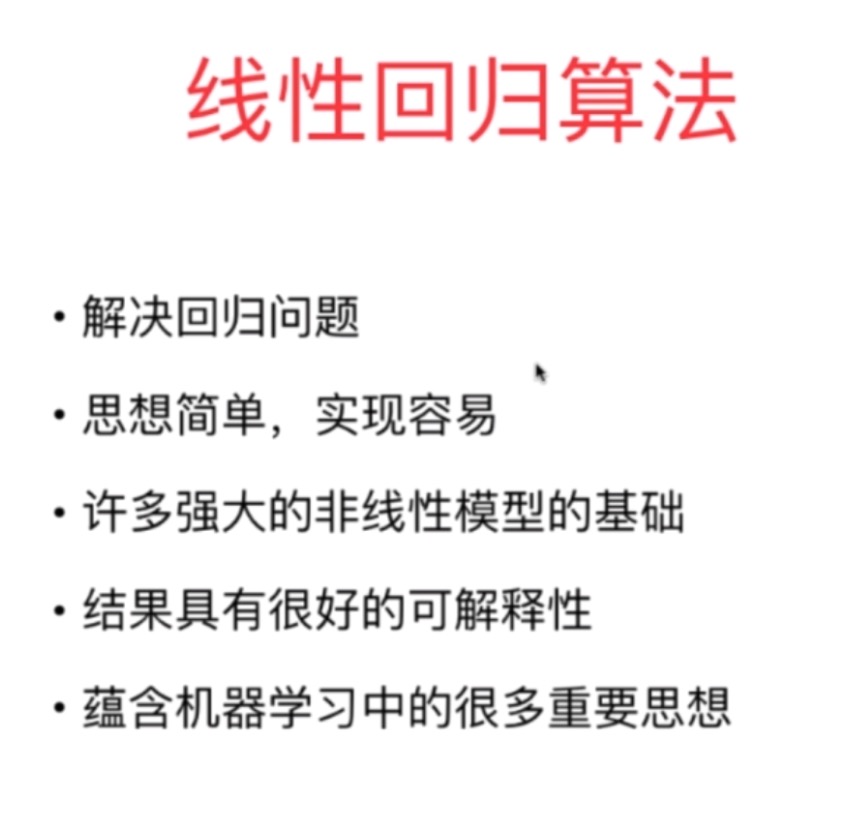 线性回归算法
• 解决回归问题
• 思想简单，实现容易
• 许多强大的非线性模型的基础
• 结果具有很好的可解释性
• 蕴含机器学习中的很多重要思想